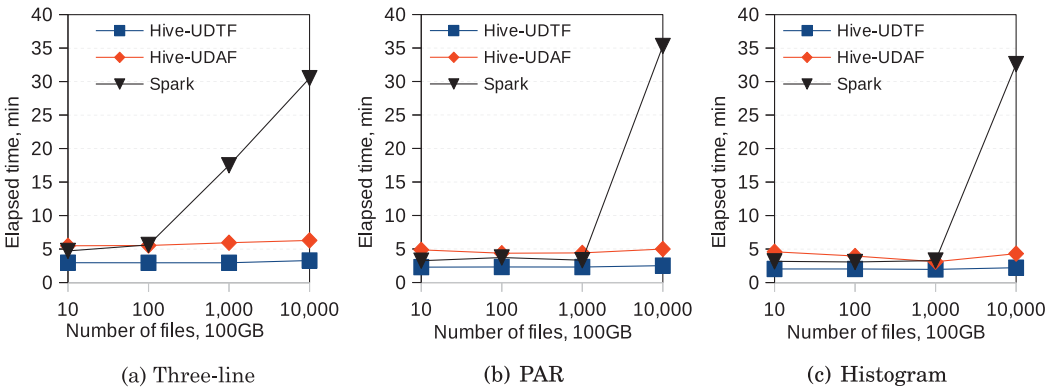 40
35
30
25
20
15
10
5
0
Elapsed time, min
Hive-UDTF
Hive-UDAF
Spark
10 100 1,000 10,000
Number of files, 100GB
(a) Three-line
40
35
30
25
20
15
10
5
0
Elapsed time, min
Hive-UDTF
Hive-UDAF
Spark
10 100 1,000 10,000
Number of files, 100GB
(b) PAR
40
35
30
25
20
15
10
5
0
Elapsed time, min
Hive-UDTF
Hive-UDAF
Spark
10 100 1,000 10,000
Number of files, 100GB
(c) Histogram